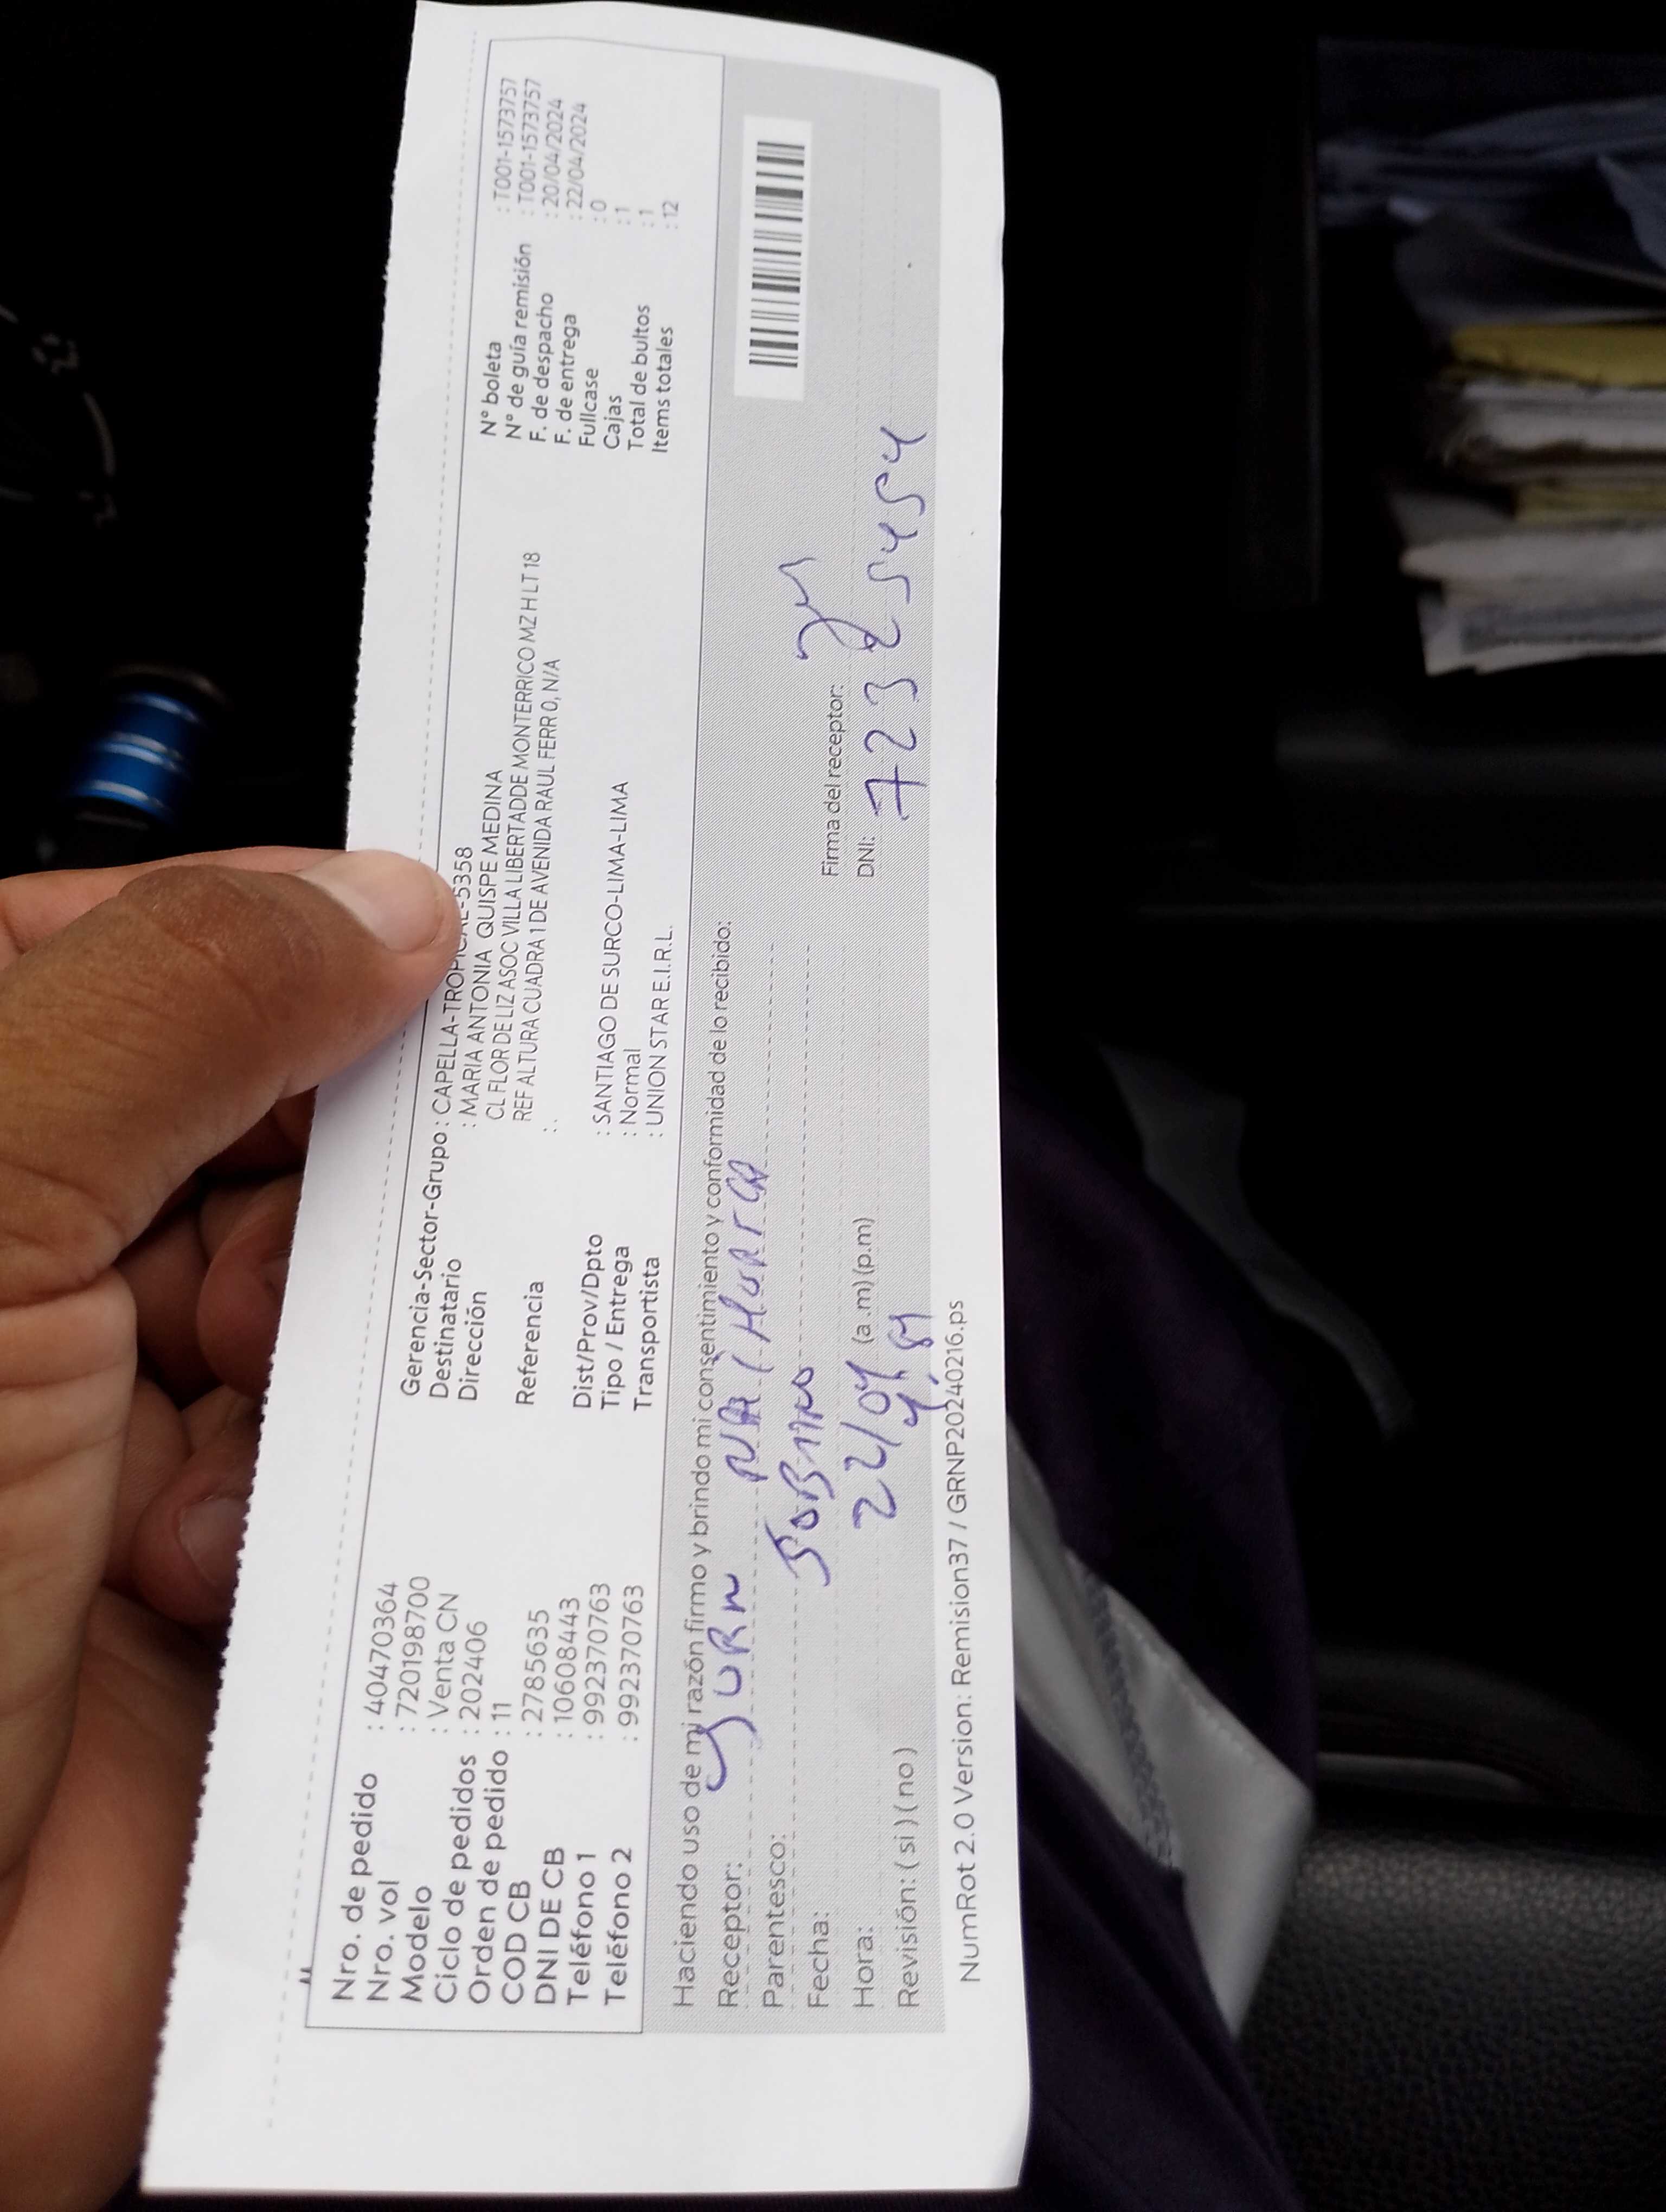 Nro. de pedido : 40470364
Nro. vol : 720198700
Modelo : Venta CN
Ciclo de pedidos : 202406
Orden de pedido : 11
COD CB : 2785635
DNI DE CB : 10608443
Teléfono 1 : 992370763
Teléfono 2 : 992370763
Gerencia-Sector-Grupo : CAPELLA-TROPICAL-5358
Destinatario : MARIA ANTONIA QUISPE MEDINA
Dirección CL FLOR DE LIZ ASOC VILLA LIBERTADDE MONTERRICO MZ H LT 18
REF ALTURA CUADRA 1 DE AVENIDA RAUL FERR 0, N/A
Referencia :.
Dist/Prov/Dpto : SANTIAGO DE SURCO-LIMA-LIMA
Tipo / Entrega : Normal
Transportista : UNION STAR E.I.R.L.
N° boleta : T001-1573757
N° de guía remisión : T001-1573757
F. de despacho : 20/04/2024
F. de entrega : 22/04/2024
Fullcase : 0
Cajas : 1
Total de bultos : 1
Items totales : 12
Haciendo uso de mi razón firmo y brindo mi consentimiento y conformidad de lo recibido:
Receptor:
Parentesco: SOBRINO
Fecha: 22/04
Hora: (a.m) (p.m)
Revisión: ( si ) ( no )
Firma del receptor:
DNI: 72325454
NumRot 2.0 Version: Remision37 / GRNP20240216.ps